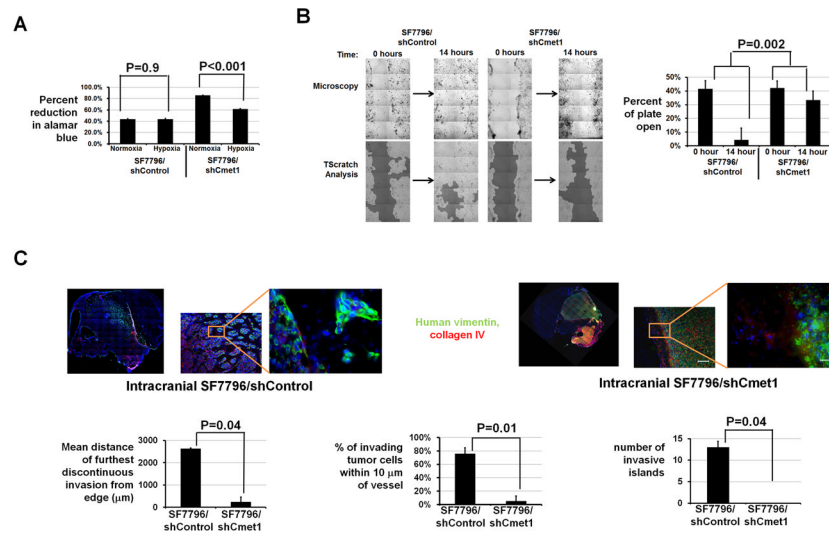 A
P=0.9
P<0.001
Percent
reduction
in alamar
blue
100.0%
80.0%
60.0%
40.0%
20.0%
0.0%
Normoxia Hypoxia Normoxia Hypoxia
SF7796/
shControl
SF7796/
shCmet1
B
SF7796/
shControl
SF7796/
shCmet1
Time: 0 hours 14 hours 0 hours 14 hours
Microscopy
TScratch
Analysis
P=0.002
Percent
of plate
open
50%
40%
30%
20%
10%
0%
0 hour 14 hour 0 hour 14 hour
SF7796/
shControl
SF7796/
shCmet1
C
Human vimentin,
collagen IV
Intracranial SF7796/shControl
Intracranial SF7796/shCmet1
P=0.04
Mean distance
of furthest
discontinuous
invasion from
edge (μm)
3000
2000
1000
0
SF7796/
shControl
SF7796/
shCmet1
P=0.01
% of invading
tumor cells
within 10 μm
of vessel
100%
80%
60%
40%
20%
0%
SF7796/
shControl
SF7796/
shCmet1
P=0.04
number of
invasive
islands
15
10
5
0
SF7796/
shControl
SF7796/
shCmet1